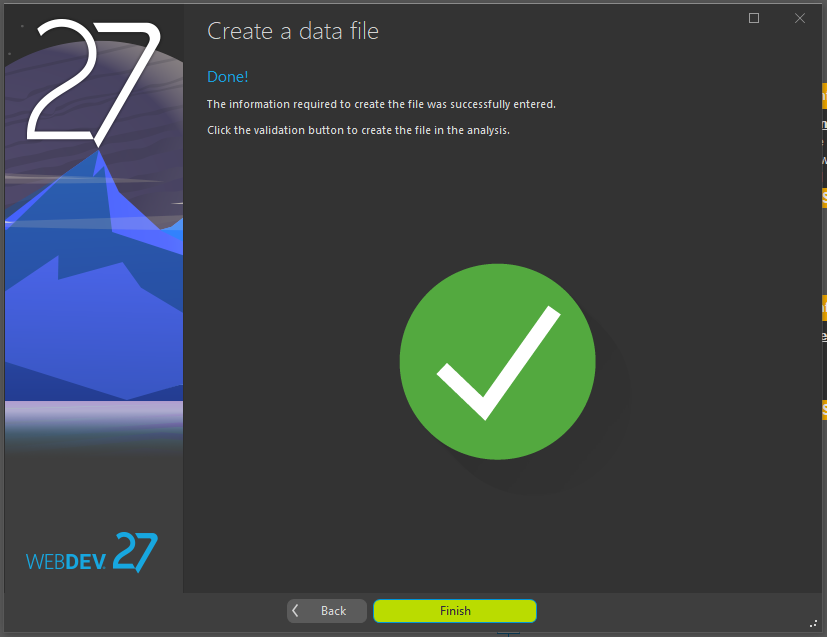 27
Create a data file
Done!
The information required to create the file was successfully entered.
Click the validation button to create the file in the analysis.
WEBDEV 27
Back
Finish